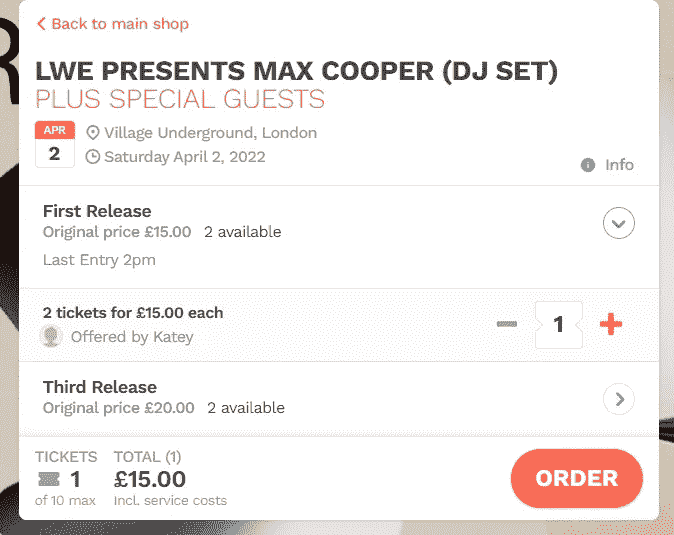 Back to main shop
LWE PRESENTS MAX COOPER (DJ SET)
PLUS SPECIAL GUESTS
APR
2
Village Underground, London
Saturday April 2, 2022
Info
First Release
Original price £15.00 2 available
Last Entry 2pm
2 tickets for £15.00 each
Offered by Katey
1
Third Release
Original price £20.00 2 available
TICKETS TOTAL (1)
1 £15.00
of 10 max Incl. service costs
ORDER